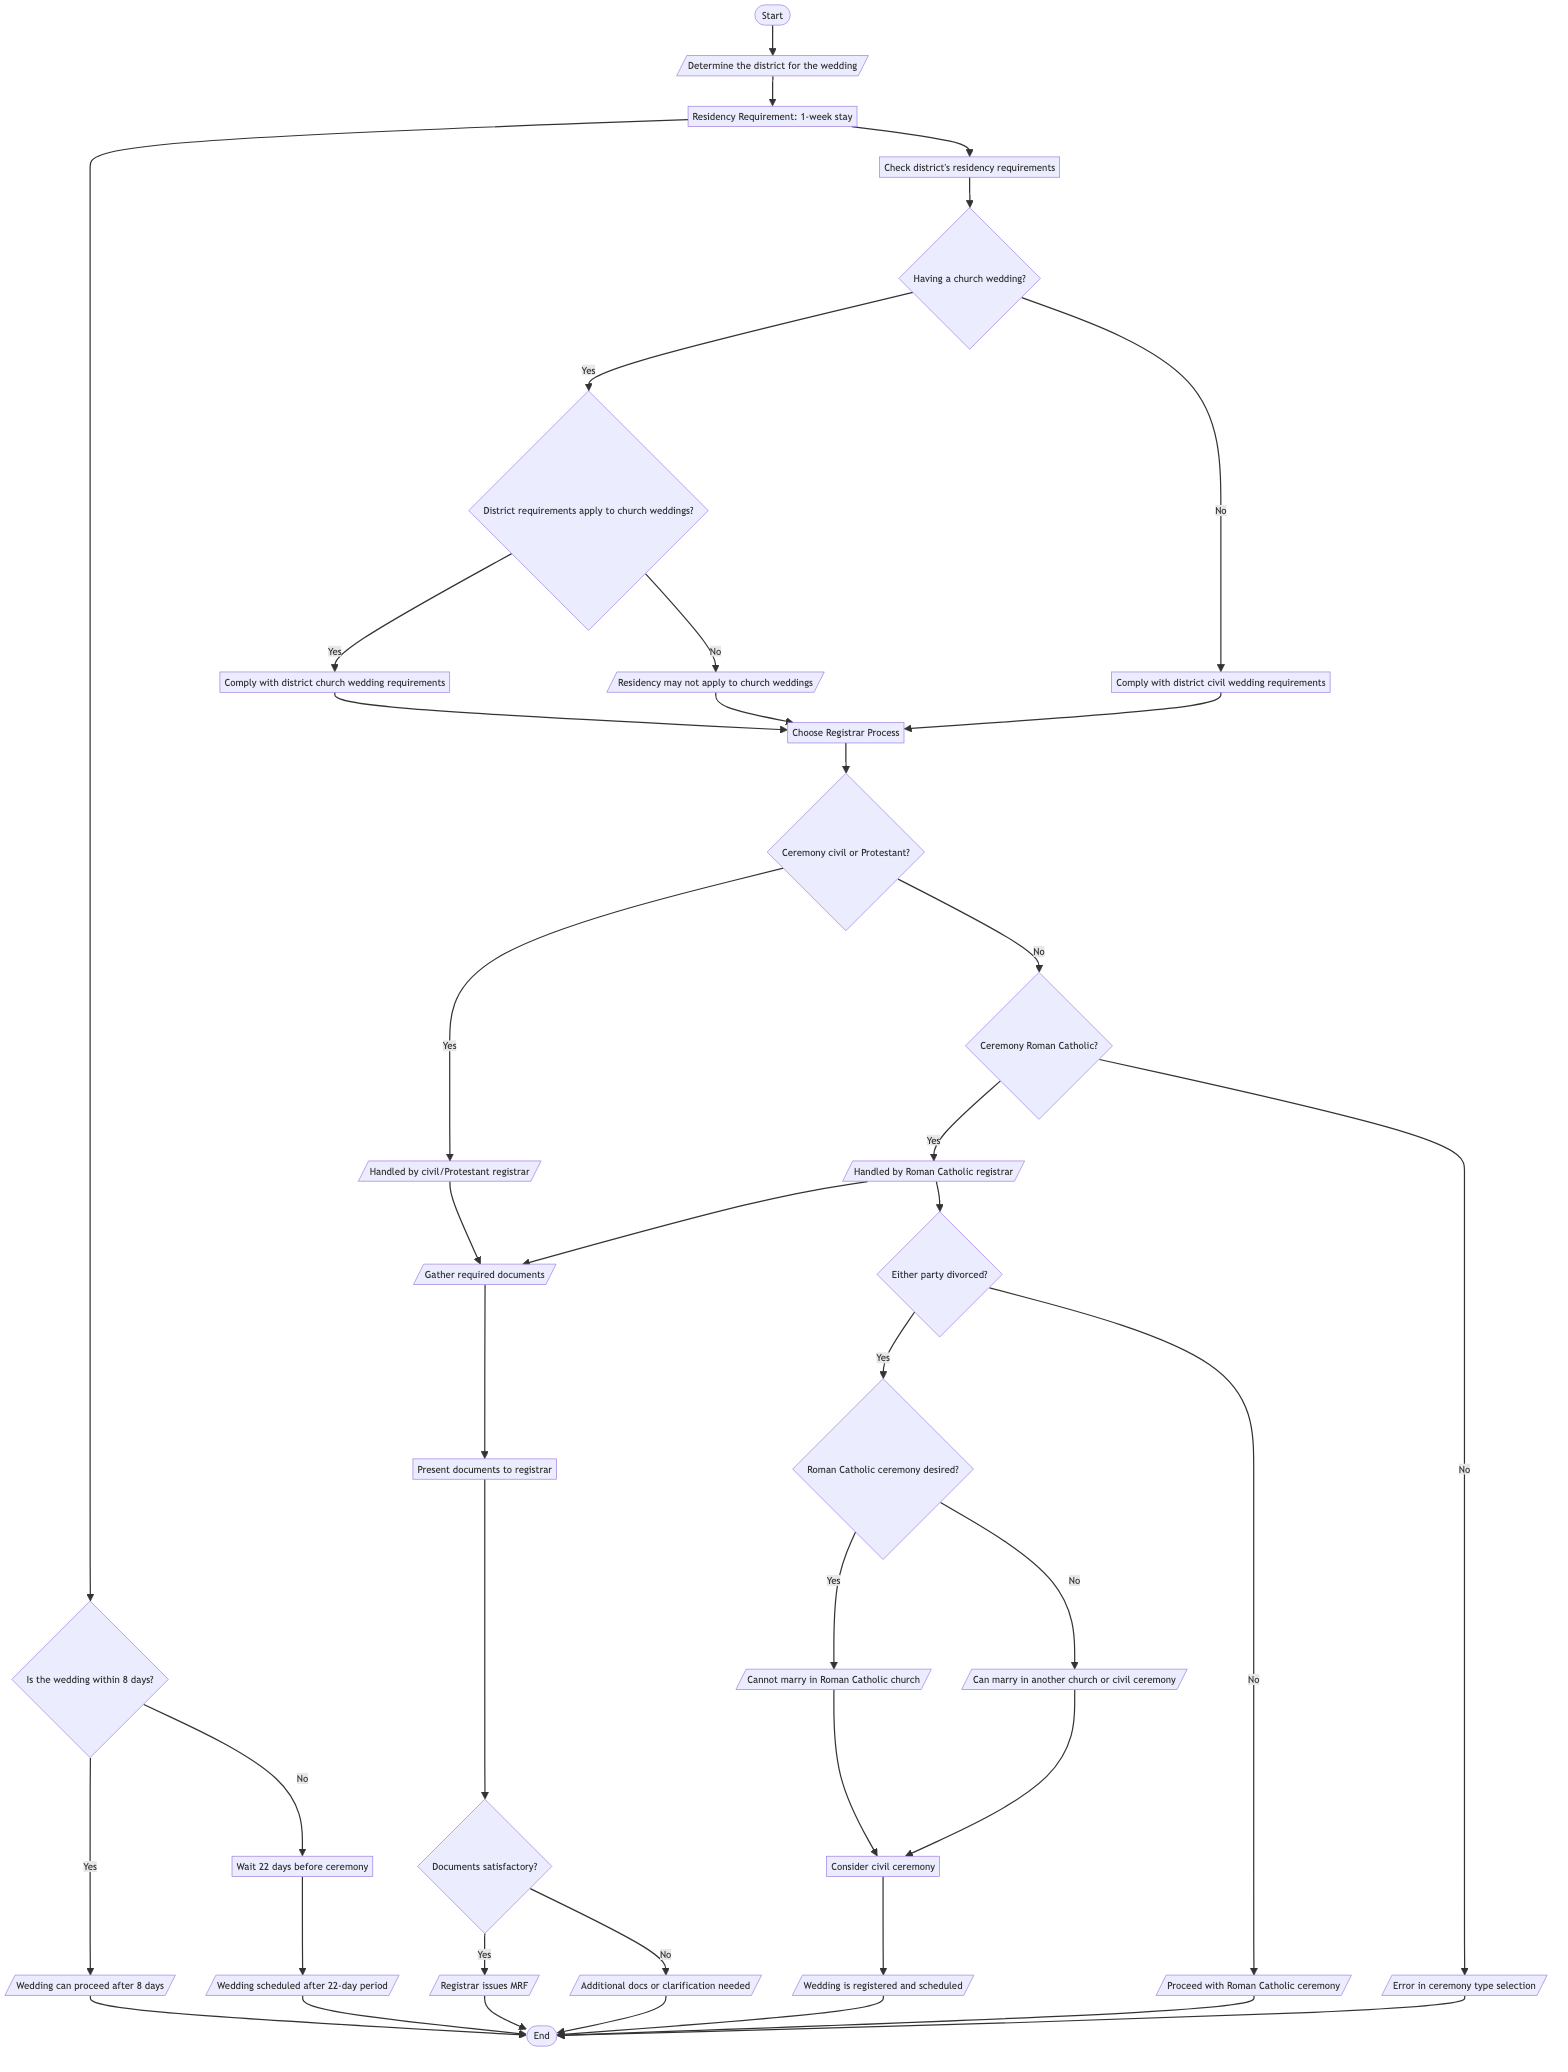 Start
Determine the district for the wedding
Residency Requirement: 1-week stay
Check district's residency requirements
Having a church wedding?
Yes
District requirements apply to church weddings?
No
Yes
No
Comply with district church wedding requirements
Residency may not apply to church weddings
Comply with district civil wedding requirements
Choose Registrar Process
Ceremony civil or Protestant?
No
Yes
Ceremony Roman Catholic?
Yes
Handled by civil/Protestant registrar
Handled by Roman Catholic registrar
Gather required documents
Either party divorced?
Yes
Present documents to registrar
Roman Catholic ceremony desired?
No
Yes
No
Is the wedding within 8 days?
Cannot marry in Roman Catholic church
Can marry in another church or civil ceremony
No
No
Yes
Wait 22 days before ceremony
Documents satisfactory?
Consider civil ceremony
Yes
No
Wedding can proceed after 8 days
Wedding scheduled after 22-day period
Registrar issues MRF
Additional docs or clarification needed
Wedding is registered and scheduled
Proceed with Roman Catholic ceremony
Error in ceremony type selection
End